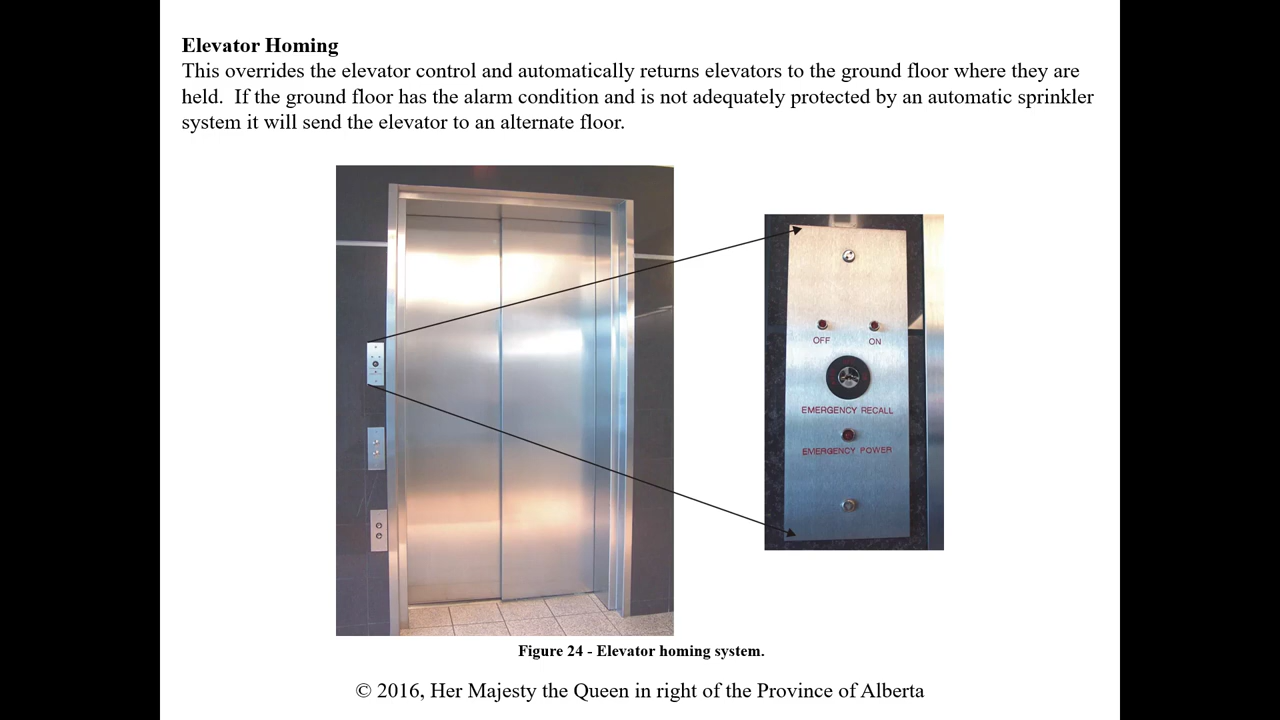 Elevator Homing
This overrides the elevator control and automatically returns elevators to the ground floor where they are
held.  If the ground floor has the alarm condition and is not adequately protected by an automatic sprinkler
system it will send the elevator to an alternate floor.
OFF ON
EMERGENCY RECALL
EMERGENCY POWER
Figure 24 - Elevator homing system.
© 2016, Her Majesty the Queen in right of the Province of Alberta